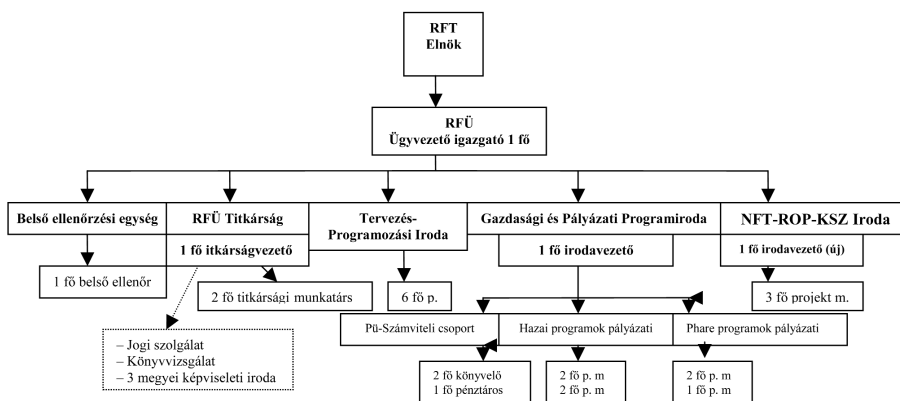 RFT
Elnök
RFÜ
Ügyvezető igazgató 1 fő
Belső ellenőrzési egység
RFÜ Titkárság
Tervezés-
Programozási Iroda
Gazdasági és Pályázati Programiroda
NFT-ROP-KSZ Iroda
1 fő itkárságvezető
1 fő irodavezető
1 fő irodavezető (új)
1 fő belső ellenőr
2 fő titkársági munkatárs
6 fő p.
3 fő projekt m.
Pü-Számviteli csoport
Hazai programok pályázati
Phare programok pályázati
– Jogi szolgálat
– Könyvvizsgálat
– 3 megyei képviseleti iroda
2 fő könyvelő
1 fő pénztáros
2 fő p. m
2 fő p. m
2 fő p. m
1 fő p. m